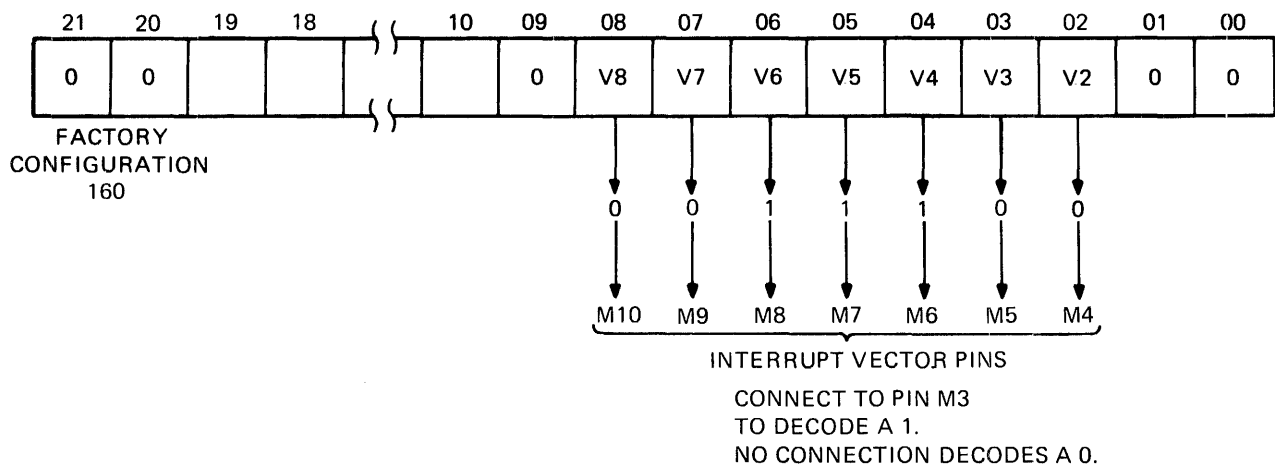 21 20 19 18 10 09 08 07 06 05 04 03 02 01 00
0 0 0 V8 V7 V6 V5 V4 V3 V2 0 0
FACTORY
CONFIGURATION
160
0 0 1 1 1 0 0
M10 M9 M8 M7 M6 M5 M4
INTERRUPT VECTOR PINS
CONNECT TO PIN M3
TO DECODE A 1.
NO CONNECTION DECODES A 0.